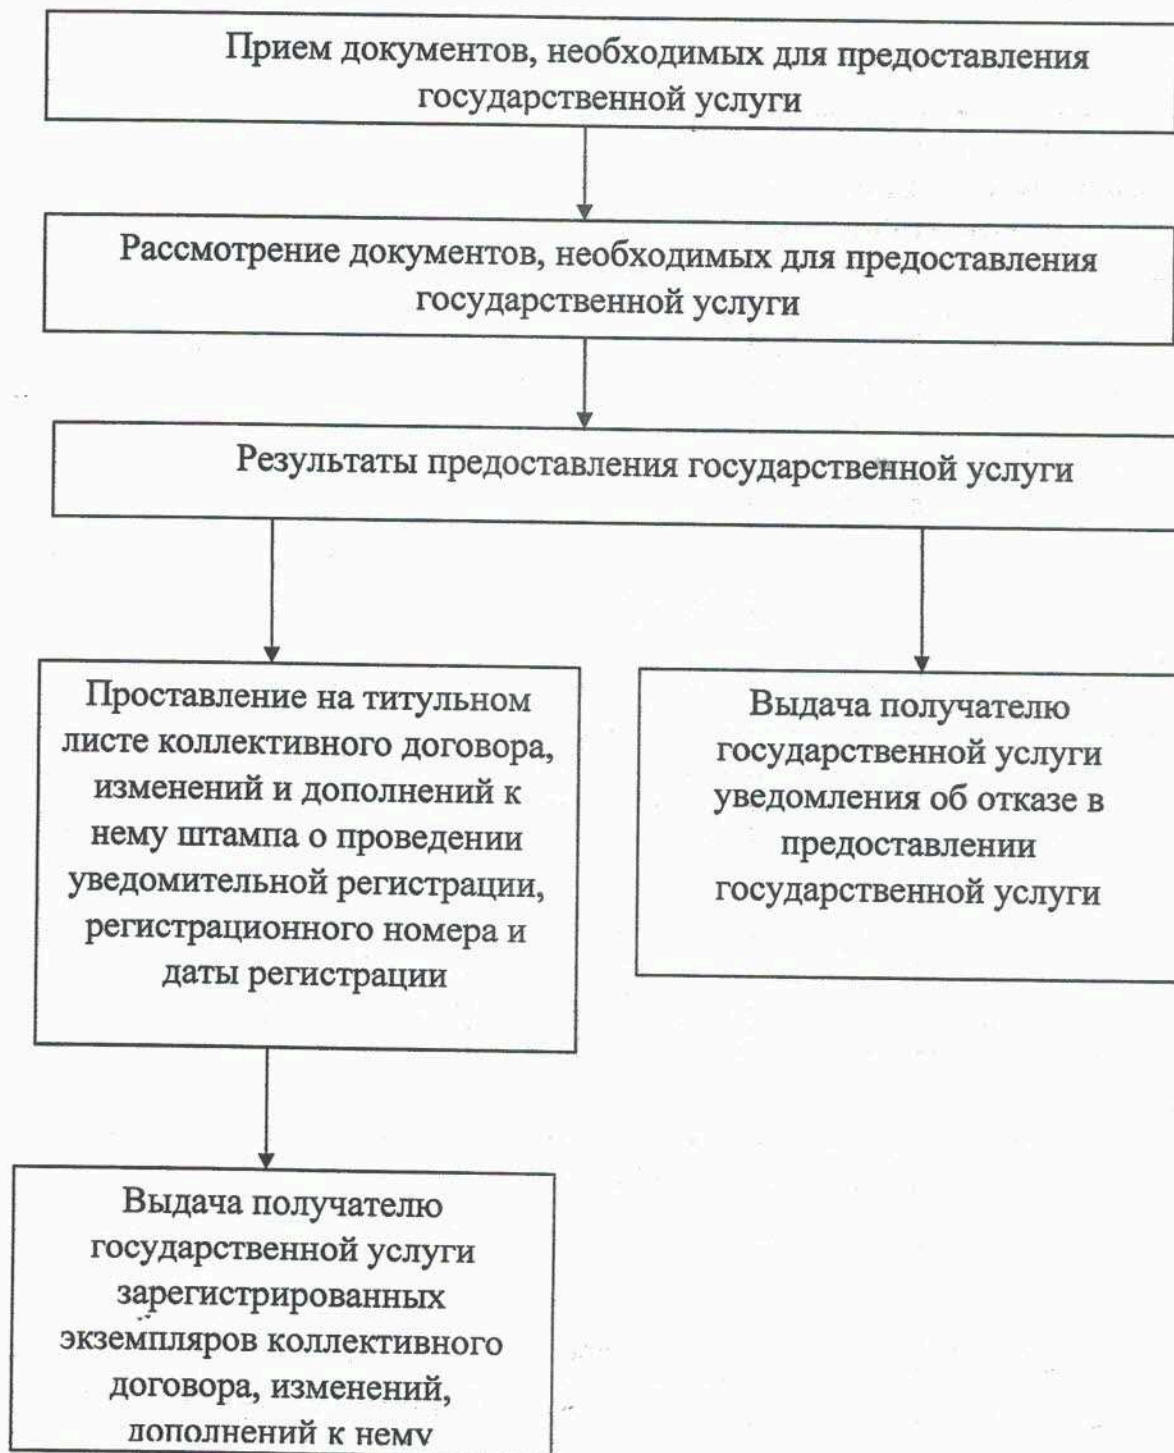 Прием документов, необходимых для предоставления
государственной услуги
Рассмотрение документов, необходимых для предоставления
государственной услуги
Результаты предоставления государственной услуги
Проставление на титульном
листе коллективного договора,
изменений и дополнений к
нему штампа о проведении
уведомительной регистрации,
регистрационного номера и
даты регистрации
Выдача получателю
государственной услуги
уведомления об отказе в
предоставлении
государственной услуги
Выдача получателю
государственной услуги
зарегистрированных
экземпляров коллективного
договора, изменений,
дополнений к нему